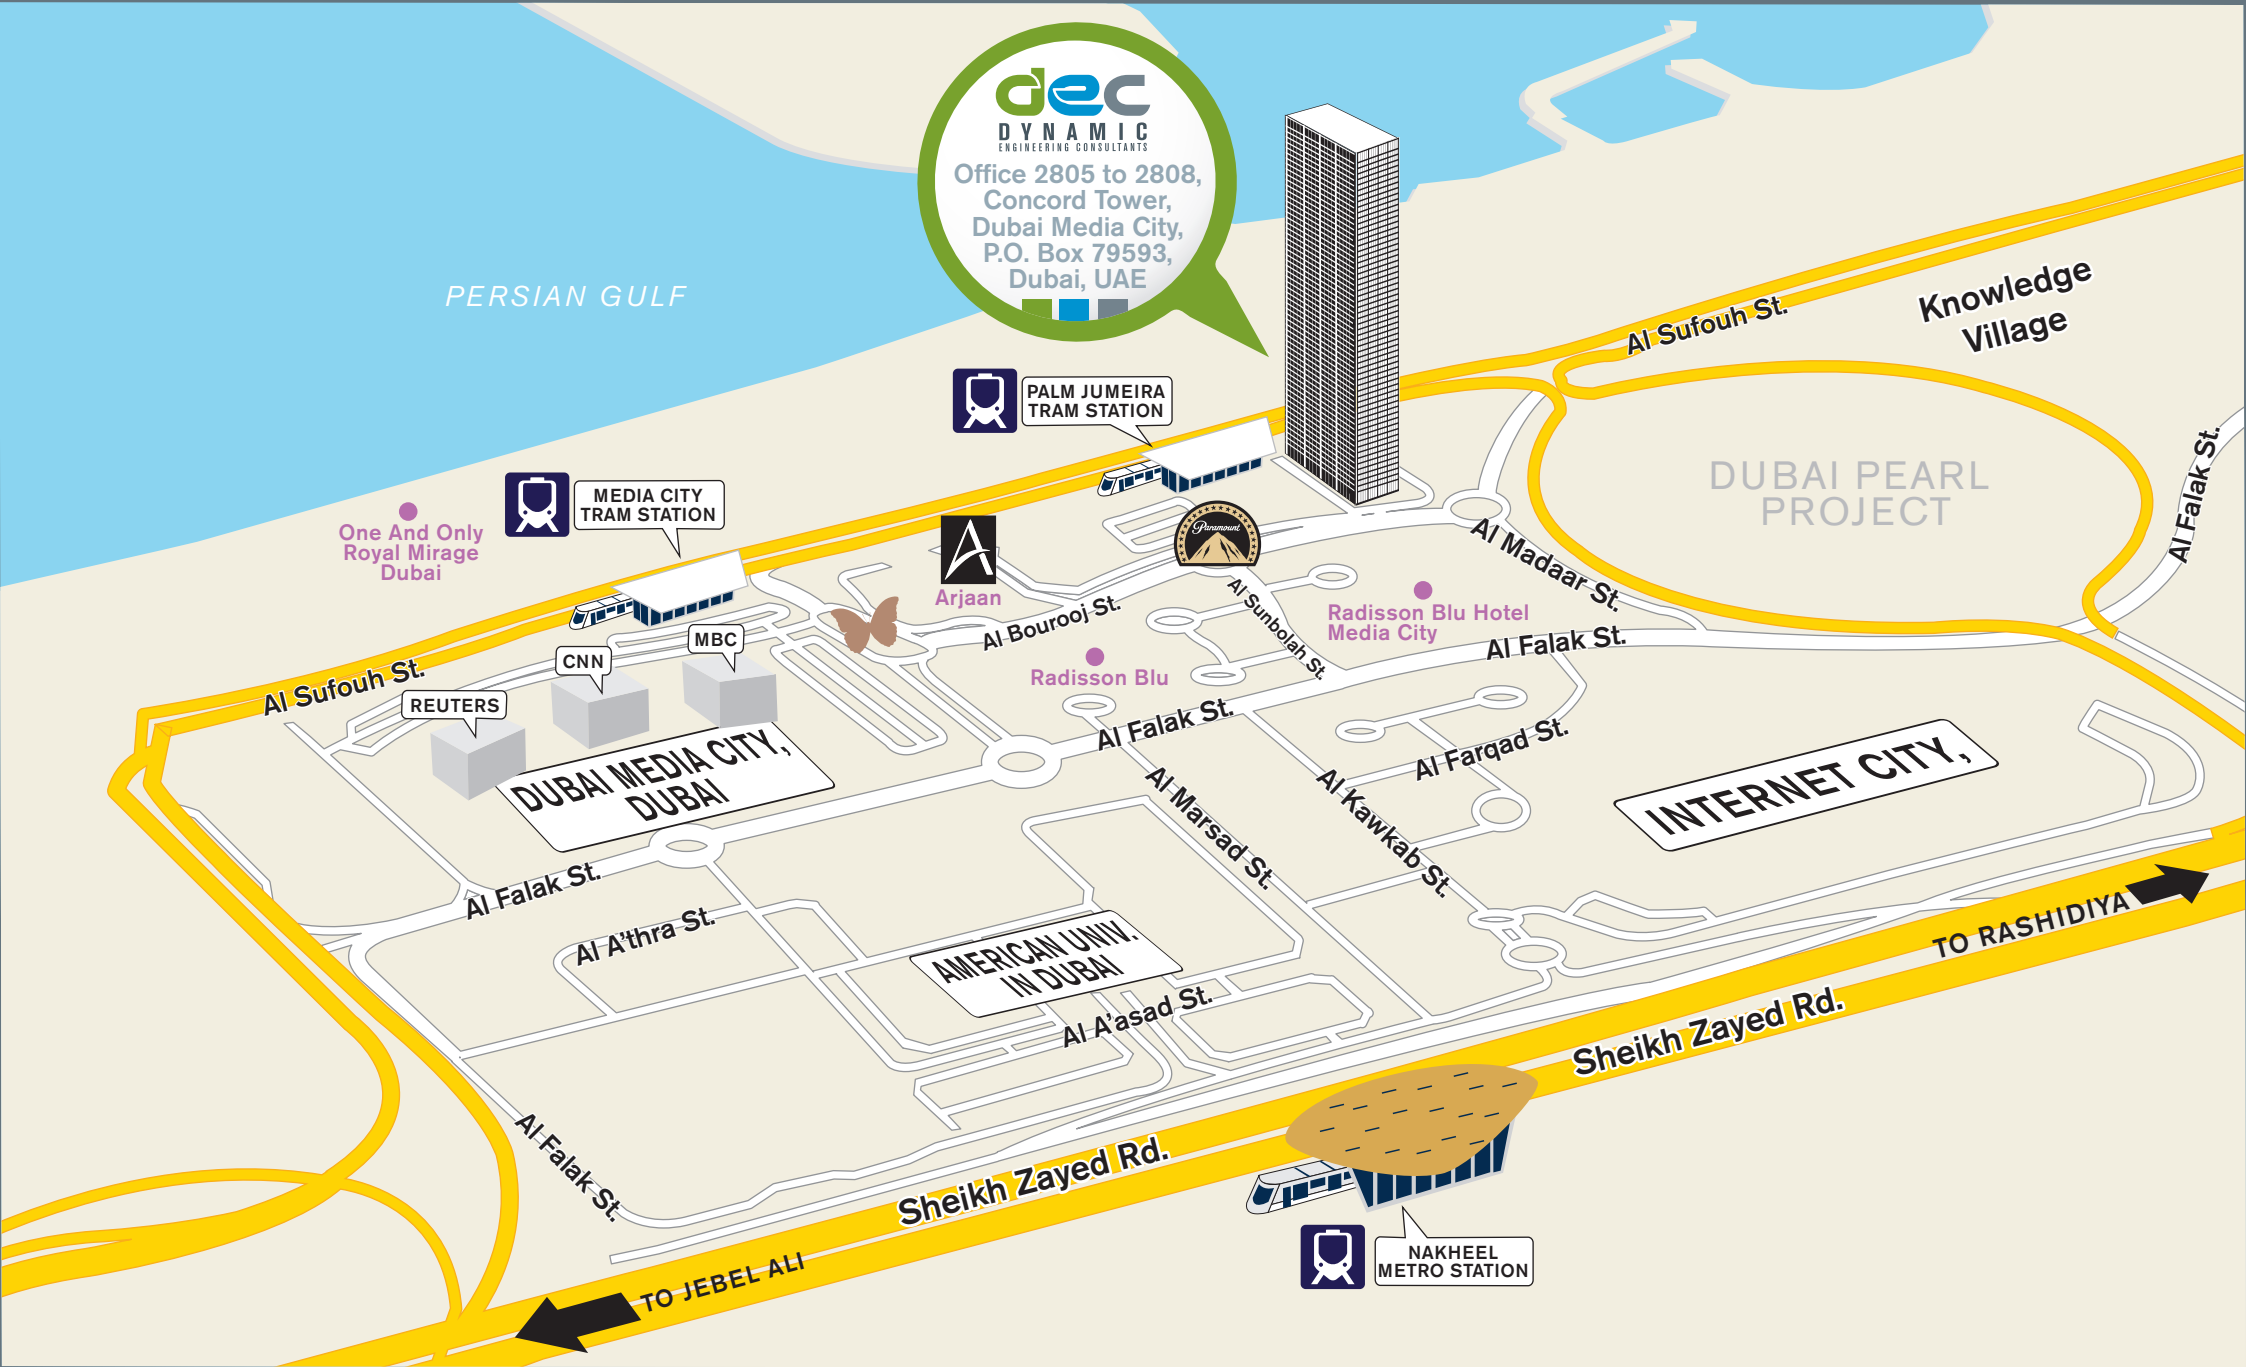 dec
DYNAMIC
ENGINEERING CONSULTANTS
Office 2805 to 2808,
Concord Tower,
Dubai Media City,
P.O. Box 79593,
Dubai, UAE
PERSIAN GULF
Knowledge
Village
Al Sufouh St.
PALM JUMEIRA
TRAM STATION
DUBAI PEARL
PROJECT
Al Falak St.
MEDIA CITY
TRAM STATION
One And Only
Royal Mirage
Dubai
Paramount
Al Madaar St.
Arjaan
Al Bourooj St.
Al Sunbolah St.
Radisson Blu Hotel
Media City
Al Falak St.
MBC
CNN
REUTERS
Al Sufouh St.
Radisson Blu
Al Falak St.
Al Farqad St.
DUBAI MEDIA CITY,
DUBAI
INTERNET CITY,
Al Marsad St.
Al Kawkab St.
Al Falak St.
Al A'thra St.
AMERICAN UNIV.
IN DUBAI
TO RASHIDIYA
Al A'asad St.
Sheikh Zayed Rd.
Al Falak St.
Sheikh Zayed Rd.
TO JEBEL ALI
NAKHEEL
METRO STATION